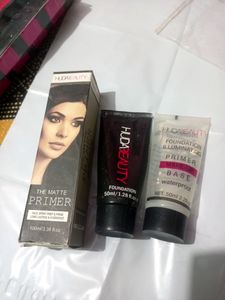 HUDABEAUTY
THE MATTE
PRIMER
100ml/3.38 fl.oz
HUDABEAUTY
FOUNDATION
50ml/1.28 fl.oz
HUDABEAUTY
FOUNDATION
ILLUMINATING
PRIMER
BASE
waterproof